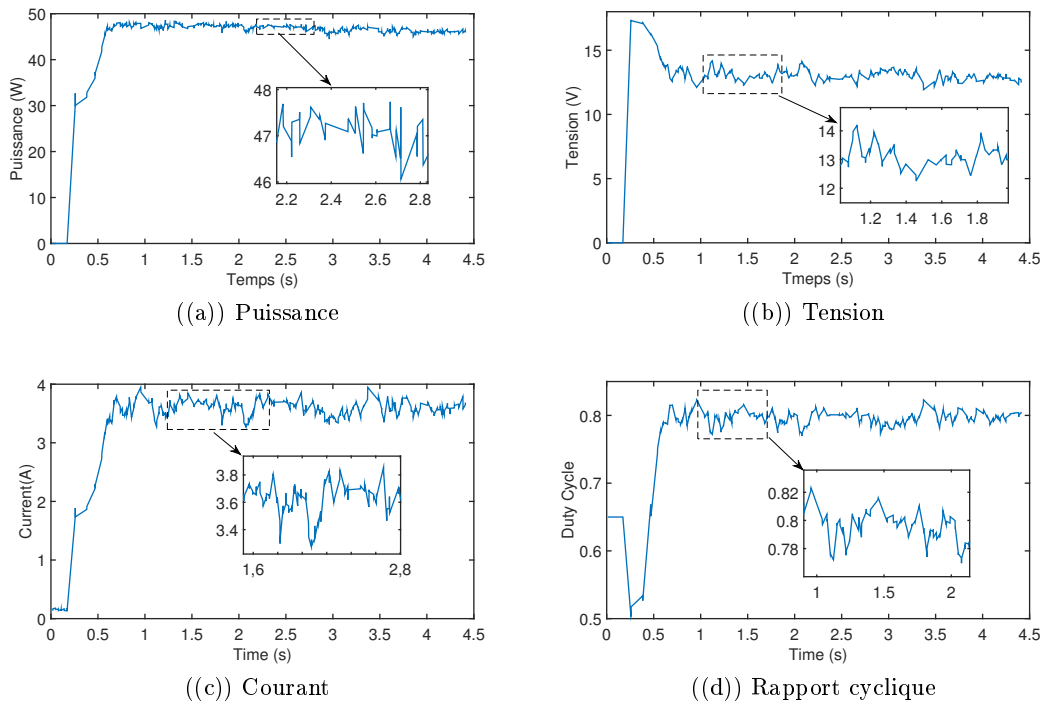 50
40
30
20
10
0
Puissance (W)
0 0.5 1 1.5 2 2.5 3 3.5 4 4.5
Temps (s)
48
47
46
2.2 2.4 2.6 2.8
((a)) Puissance
15
10
5
0
Tension (V)
0 0.5 1 1.5 2 2.5 3 3.5 4 4.5
Tmeps (s)
14
13
12
1.2 1.4 1.6 1.8
((b)) Tension
4
3
2
1
0
Current(A)
0 0.5 1 1.5 2 2.5 3 3.5 4 4.5
Time (s)
3.8
3.6
3.4
1,6 2,8
((c)) Courant
0.8
0.7
0.6
0.5
Duty Cycle
0 0.5 1 1.5 2 2.5 3 3.5 4 4.5
Time (s)
0.82
0.8
0.78
1 1.5 2
((d)) Rapport cyclique